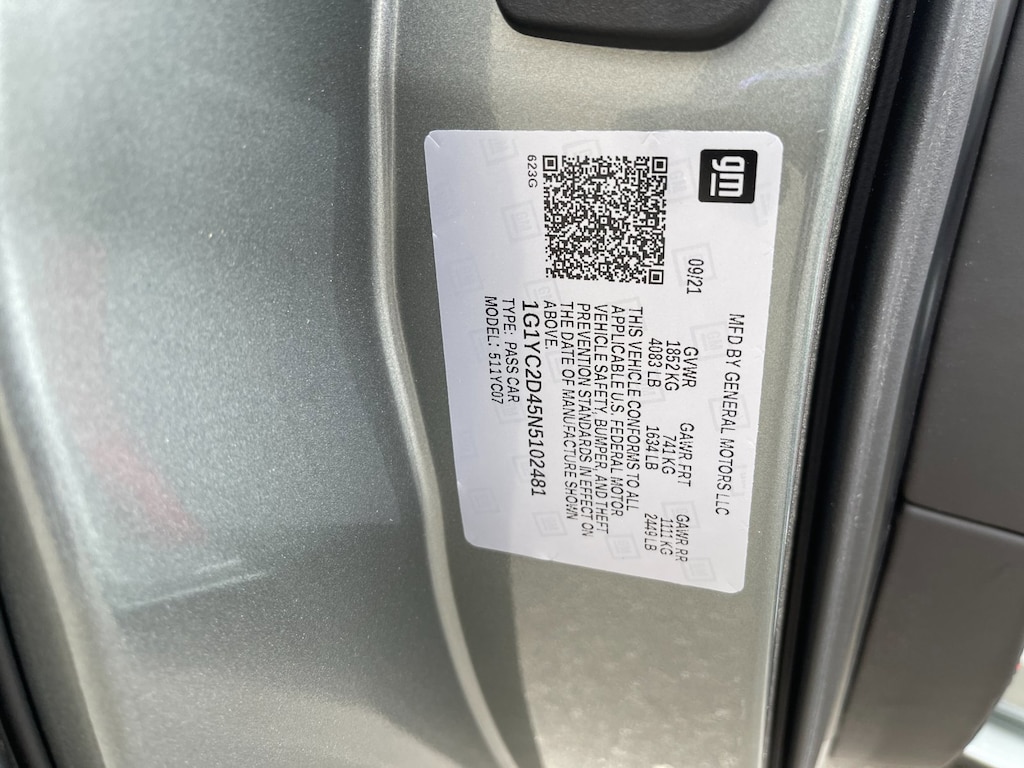 gm
MFD BY GENERAL MOTORS LLC
09/21
GVWR GAWR FRT GAWR RR
1852 KG 741 KG 1111 KG
4083 LB 1634 LB 2449 LB
THIS VEHICLE CONFORMS TO ALL
APPLICABLE U.S. FEDERAL MOTOR
VEHICLE SAFETY, BUMPER, AND THEFT
PREVENTION STANDARDS IN EFFECT ON
THE DATE OF MANUFACTURE SHOWN
ABOVE.
1G1YC2D45N5102481
TYPE: PASS CAR
MODEL: 511YC07
623G